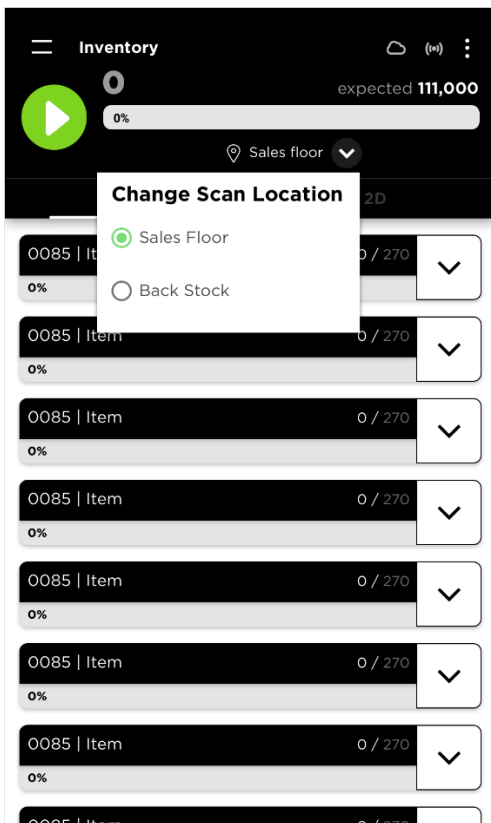 Inventory
0
expected 111,000
0%
Sales floor
2D
Change Scan Location
Sales Floor
Back Stock
0085 | It
0 / 270
0%
0085 | Item 0 / 270
0%
0085 | Item 0 / 270
0%
0085 | Item 0 / 270
0%
0085 | Item 0 / 270
0%
0085 | Item 0 / 270
0%
0085 | Item 0 / 270
0%